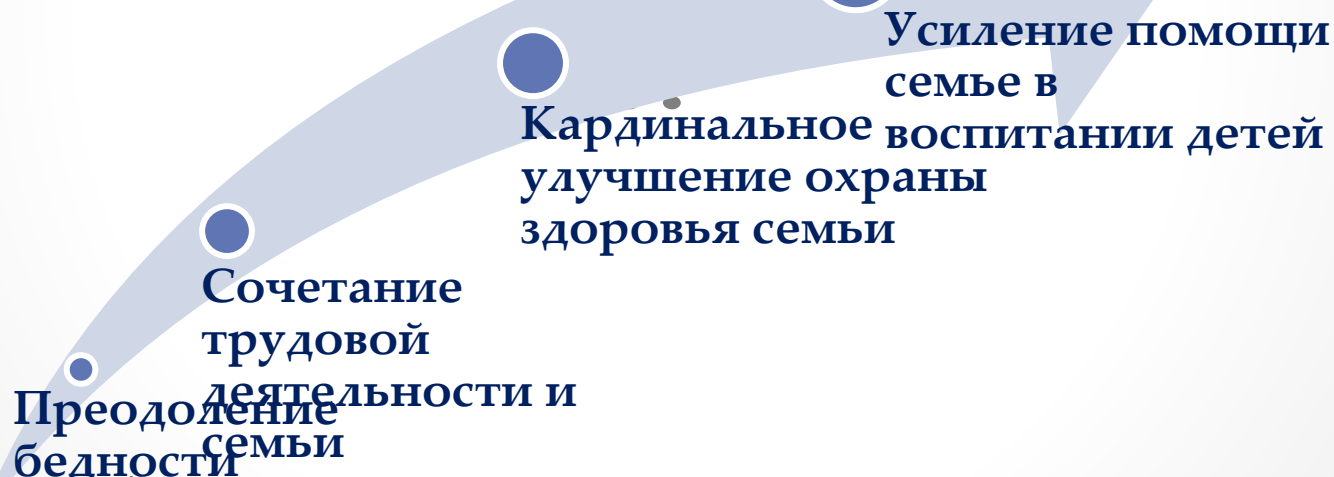 Усиление помощи
семье в
воспитании детей
Кардинальное
улучшение охраны
здоровья семьи
Сочетание
трудовой
деятельности и
семьи
Преодоление
бедности